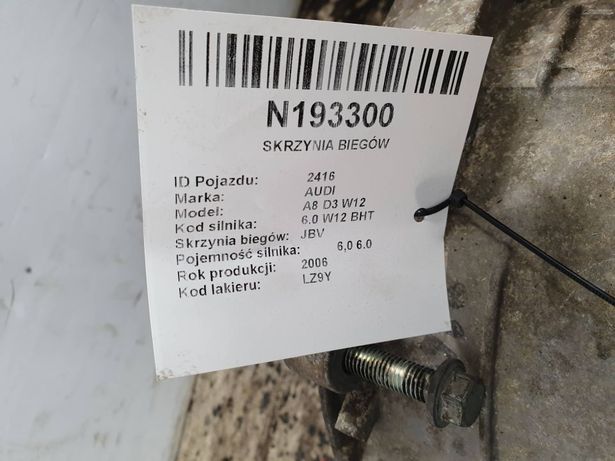 N193300
SKRZYNIA BIEGÓW
ID Pojazdu: 2416
Marka: AUDI
Model: A8 D3 W12
Kod silnika: 6.0 W12 BHT
Skrzynia biegów: JBV
Pojemność silnika: 6,0 6.0
Rok produkcji: 2006
Kod lakieru: LZ9Y